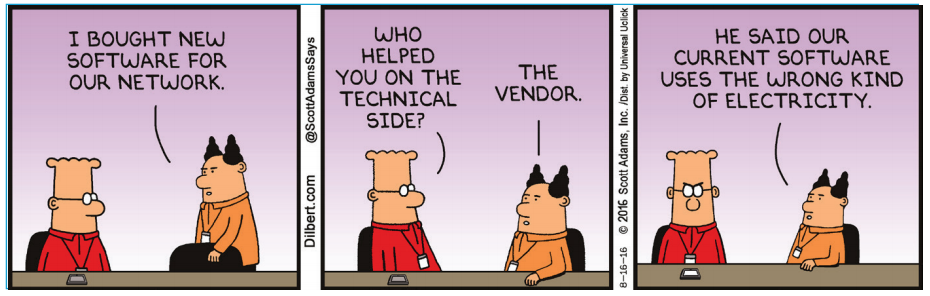 I BOUGHT NEW
SOFTWARE FOR
OUR NETWORK.
Dilbert.com @ScottAdamsSays
WHO
HELPED
YOU ON THE
TECHNICAL
SIDE?
THE
VENDOR.
8-16-16 © 2016 Scott Adams, Inc. /Dist. by Universal Uclick
HE SAID OUR
CURRENT SOFTWARE
USES THE WRONG KIND
OF ELECTRICITY.